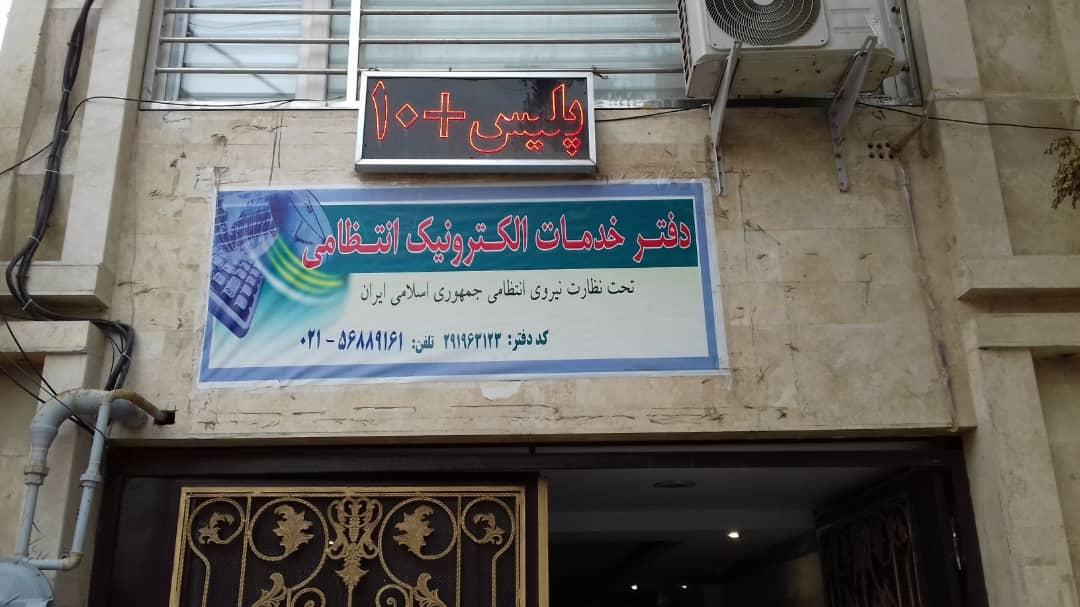 پلیس+۱۰
دفتر خدمات الکترونیک انتظامی
تحت نظارت نیروی انتظامی جمهوری اسلامی ایران
کد دفتر: ۲۹۱۹۶۳۱۲۳ تلفن: ۵۶۸۸۹۱۶۱ - ۰۲۱